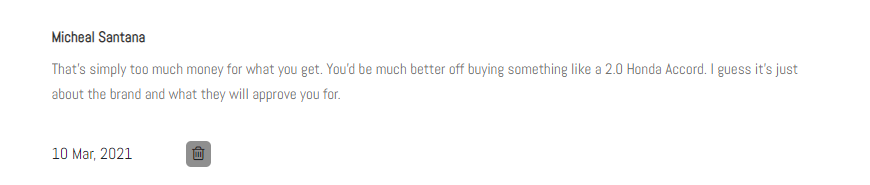 Micheal Santana
That's simply too much money for what you get. You'd be much better off buying something like a 2.0 Honda Accord. I guess it's just
about the brand and what they will approve you for.
10 Mar, 2021